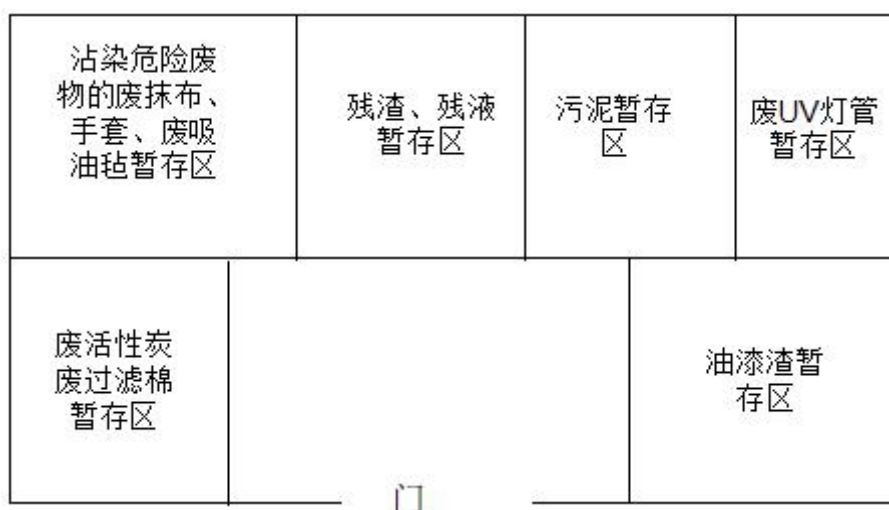 沾染危险废
物的废抹布、
手套、废吸
油毡暂存区
残渣、残液
暂存区
污泥暂存
区
废UV灯管
暂存区
废活性炭
废过滤棉
暂存区
油漆渣暂
存区
门